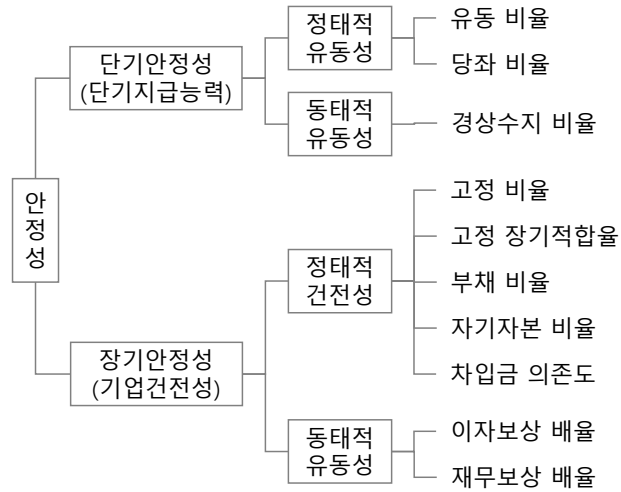 안
정
성
단기안정성
(단기지급능력)
정태적
유동성
유동 비율
당좌 비율
동태적
유동성
경상수지 비율
장기안정성
(기업건전성)
정태적
건전성
고정 비율
고정 장기적합율
부채 비율
자기자본 비율
차입금 의존도
동태적
유동성
이자보상 배율
재무보상 배율